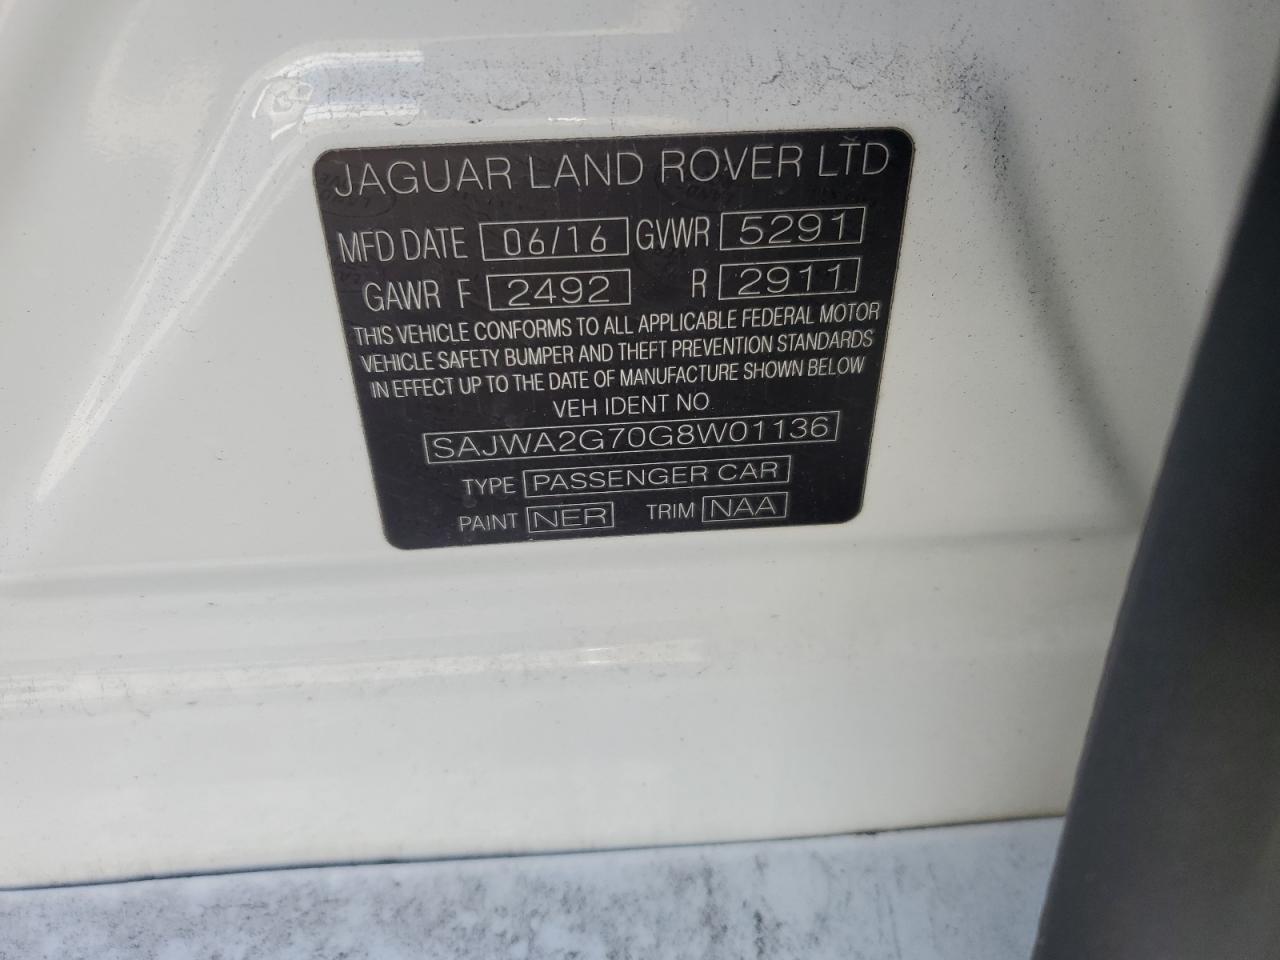 JAGUAR LAND ROVER LTD
MFD DATE 06/16 GVWR 5291
GAWR F 2492 R 2911
THIS VEHICLE CONFORMS TO ALL APPLICABLE FEDERAL MOTOR
VEHICLE SAFETY BUMPER AND THEFT PREVENTION STANDARDS
IN EFFECT UP TO THE DATE OF MANUFACTURE SHOWN BELOW
VEH IDENT NO
SAJWA2G70G8W01136
TYPE PASSENGER CAR
PAINT NER TRIM NAA